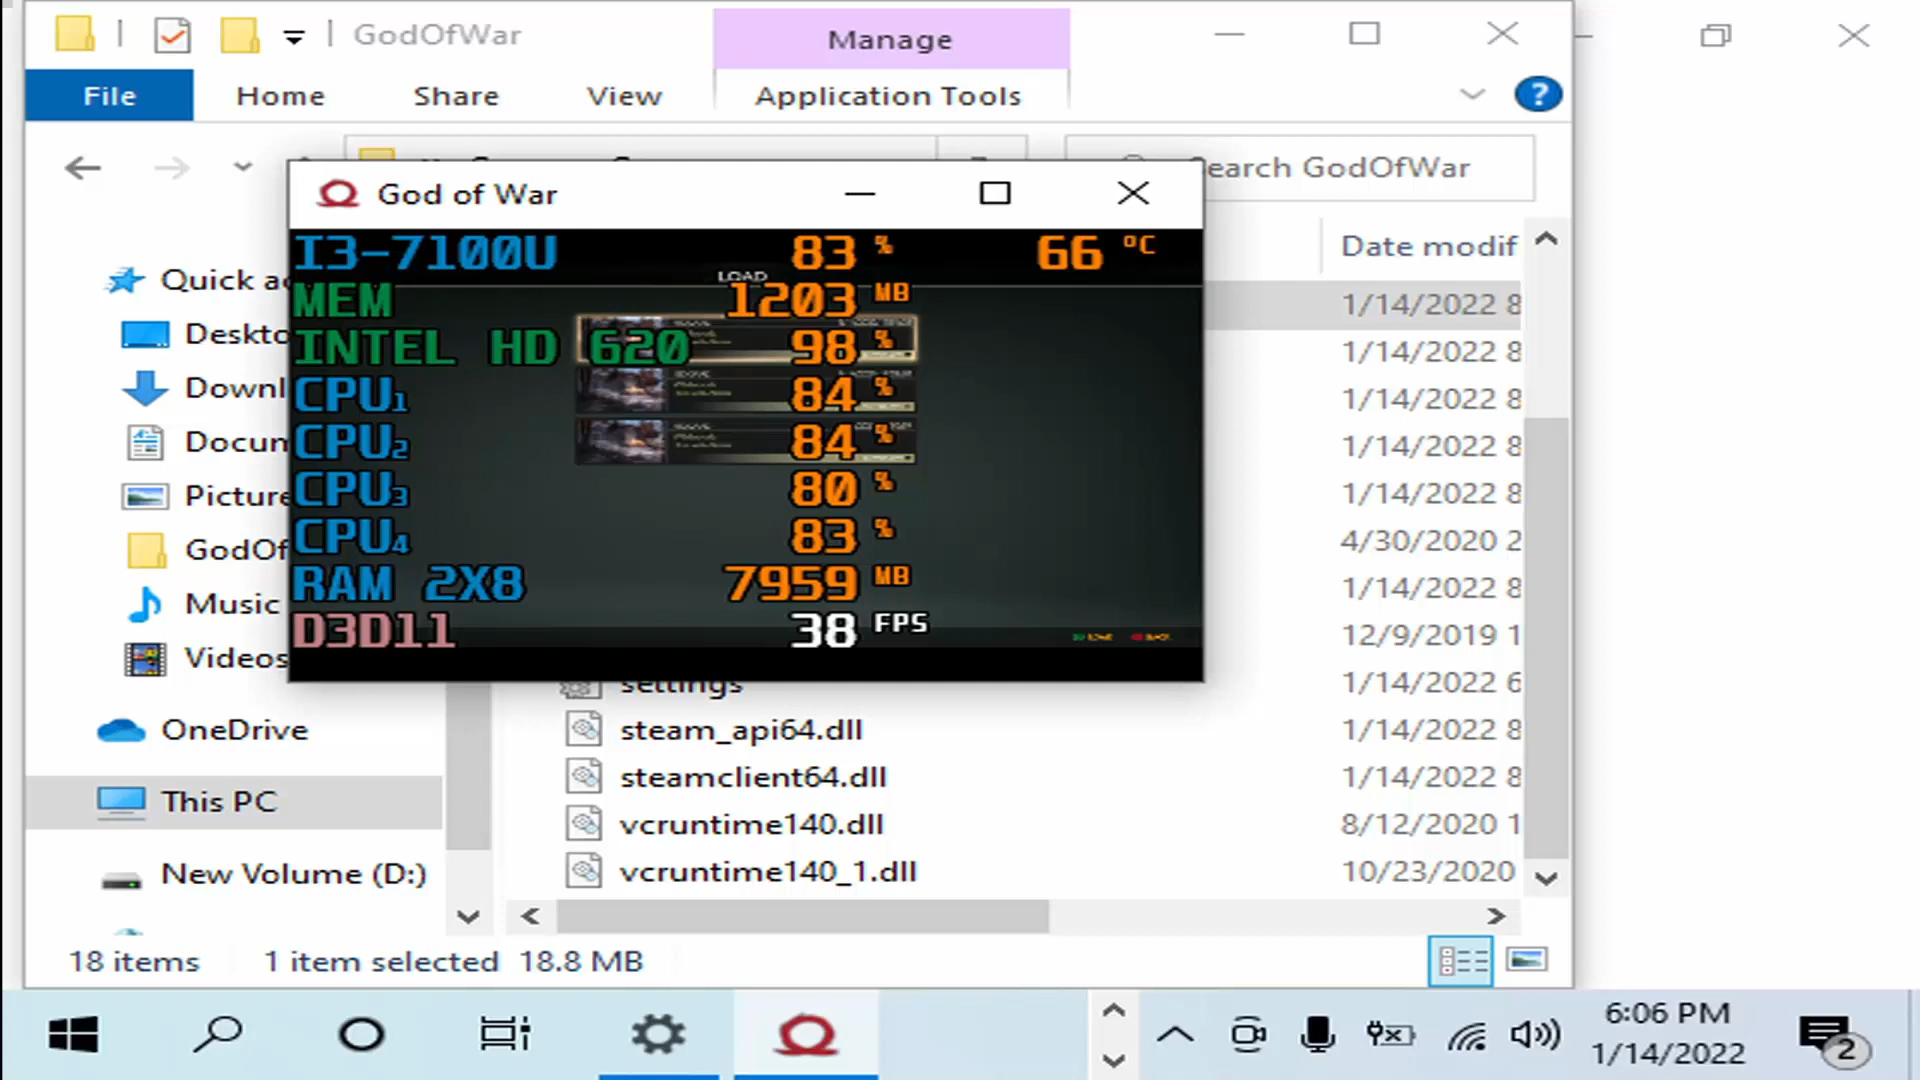 GodOfWar
Manage
File
Home
Share
View
Application Tools
Search GodOfWar
God of War
I3-7100U 83 % 66 °C
LOAD
MEM 1203 MB
INTEL HD 620 98 %
CPU1 84 %
CPU2 84 %
CPU3 80 %
CPU4 83 %
RAM 2X8 7959 MB
D3D11 38 FPS
Quick ac
Deskto
Downl
Docum
Picture
GodOf
Music
Videos
OneDrive
This PC
New Volume (D:)
Date modif
1/14/2022 8
1/14/2022 8
1/14/2022 8
1/14/2022 8
1/14/2022 8
4/30/2020 2
1/14/2022 8
12/9/2019 1
settings 1/14/2022 6
steam_api64.dll 1/14/2022 8
steamclient64.dll 1/14/2022 8
vcruntime140.dll 8/12/2020 1
vcruntime140_1.dll 10/23/2020
18 items
1 item selected 18.8 MB
6:06 PM
1/14/2022
2